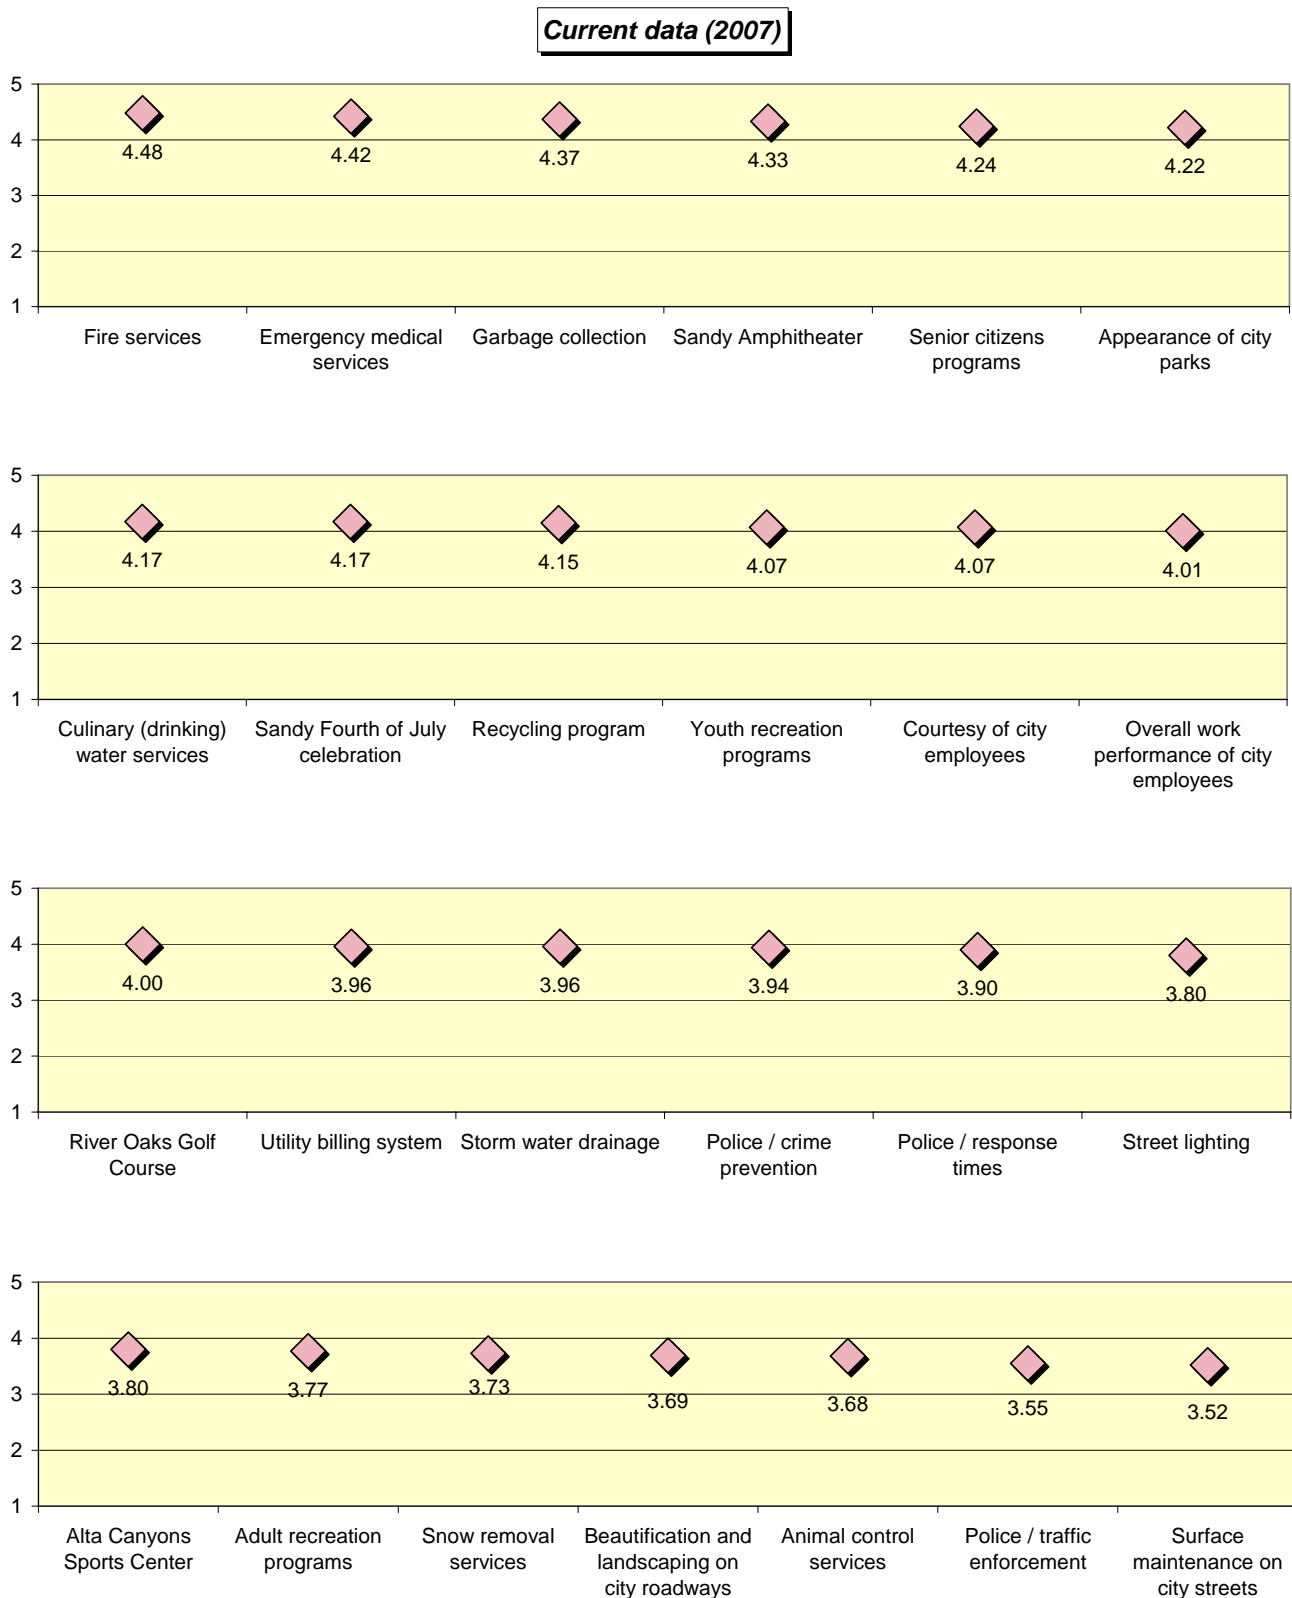 Current data (2007)
5
4
3
2
1
4.48
4.42
4.37
4.33
4.24
4.22
Fire services
Emergency medical
services
Garbage collection
Sandy Amphitheater
Senior citizens
programs
Appearance of city
parks
5
4
3
2
1
4.17
4.17
4.15
4.07
4.07
4.01
Culinary (drinking)
water services
Sandy Fourth of July
celebration
Recycling program
Youth recreation
programs
Courtesy of city
employees
Overall work
performance of city
employees
5
4
3
2
1
4.00
3.96
3.96
3.94
3.90
3.80
River Oaks Golf
Course
Utility billing system
Storm water drainage
Police / crime
prevention
Police / response
times
Street lighting
5
4
3
2
1
3.80
3.77
3.73
3.69
3.68
3.55
3.52
Alta Canyons
Sports Center
Adult recreation
programs
Snow removal
services
Beautification and
landscaping on
city roadways
Animal control
services
Police / traffic
enforcement
Surface
maintenance on
city streets